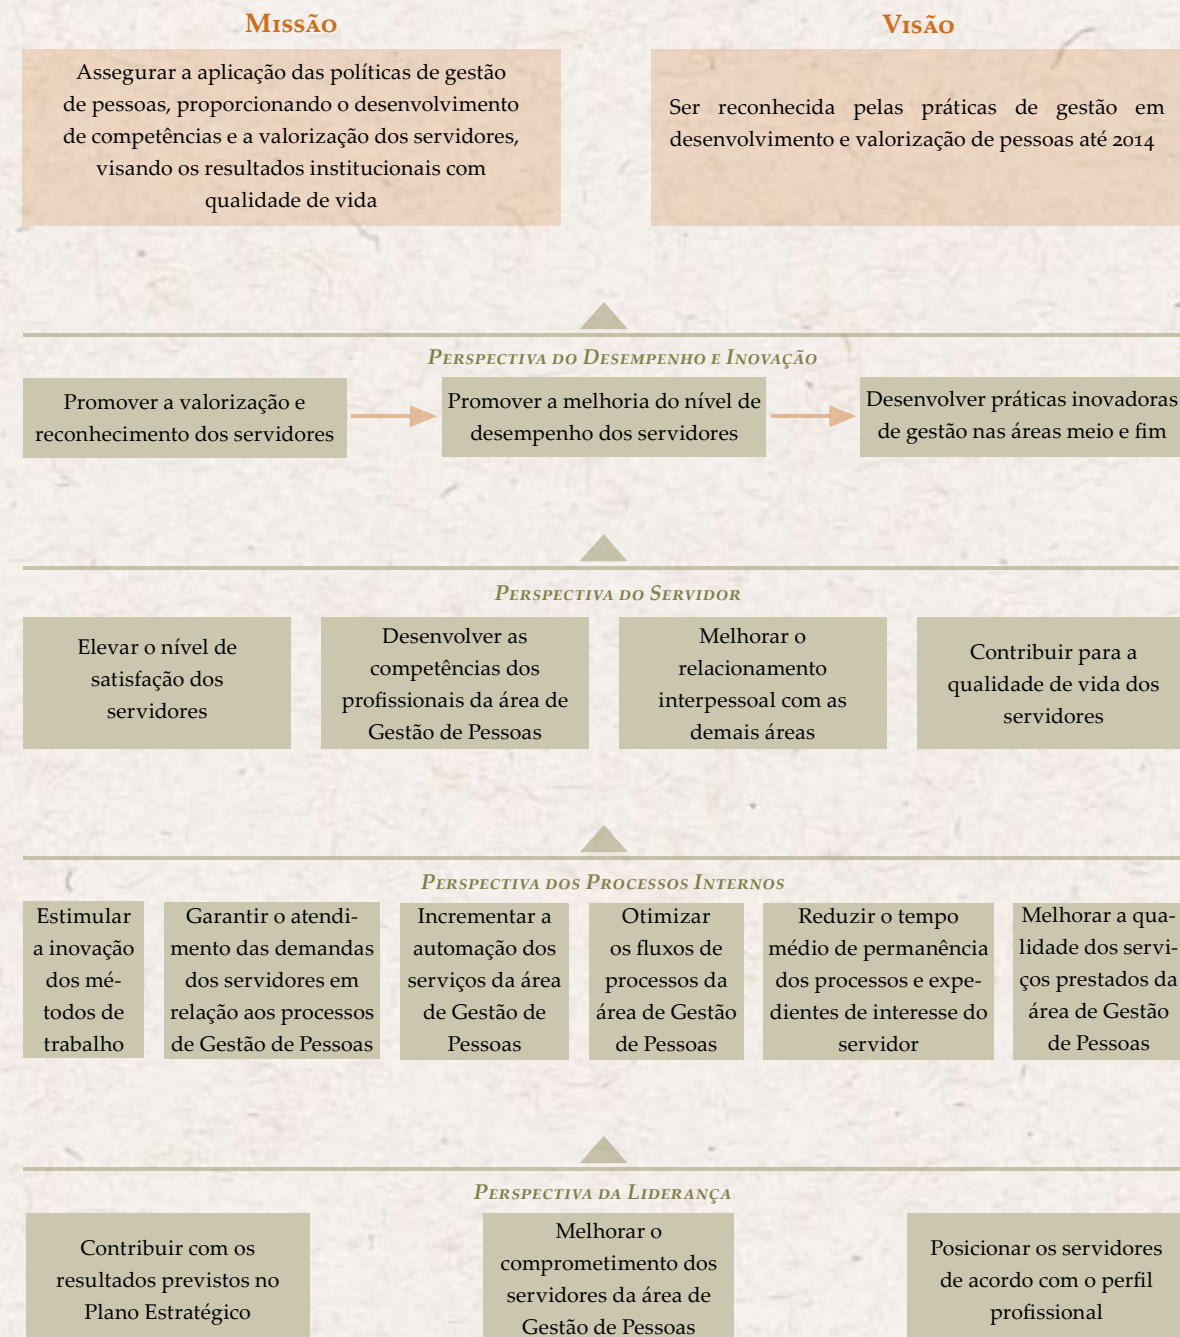 Missão
Assegurar a aplicação das políticas de gestão
de pessoas, proporcionando o desenvolvimento
de competências e a valorização dos servidores,
visando os resultados institucionais com
qualidade de vida
Visão
Ser reconhecida pelas práticas de gestão em
desenvolvimento e valorização de pessoas até 2014
Perspectiva do Desempenho e Inovação
Promover a valorização e
reconhecimento dos servidores
Promover a melhoria do nível de
desempenho dos servidores
Desenvolver práticas inovadoras
de gestão nas áreas meio e fim
Perspectiva do Servidor
Elevar o nível de
satisfação dos
servidores
Desenvolver as
competências dos
profissionais da área de
Gestão de Pessoas
Melhorar o
relacionamento
interpessoal com as
demais áreas
Contribuir para a
qualidade de vida dos
servidores
Perspectiva dos Processos Internos
Estimular
a inovação
dos mé-
todos de
trabalho
Garantir o atendi-
mento das demandas
dos servidores em
relação aos processos
de Gestão de Pessoas
Incrementar a
automação dos
serviços da área
de Gestão de
Pessoas
Otimizar
os fluxos de
processos da
área de Gestão
de Pessoas
Reduzir o tempo
médio de permanência
dos processos e expe-
dientes de interesse do
servidor
Melhorar a qua-
lidade dos servi-
ços prestados da
área de Gestão
de Pessoas
Perspectiva da Liderança
Contribuir com os
resultados previstos no
Plano Estratégico
Melhorar o
comprometimento dos
servidores da área de
Gestão de Pessoas
Posicionar os servidores
de acordo com o perfil
profissional